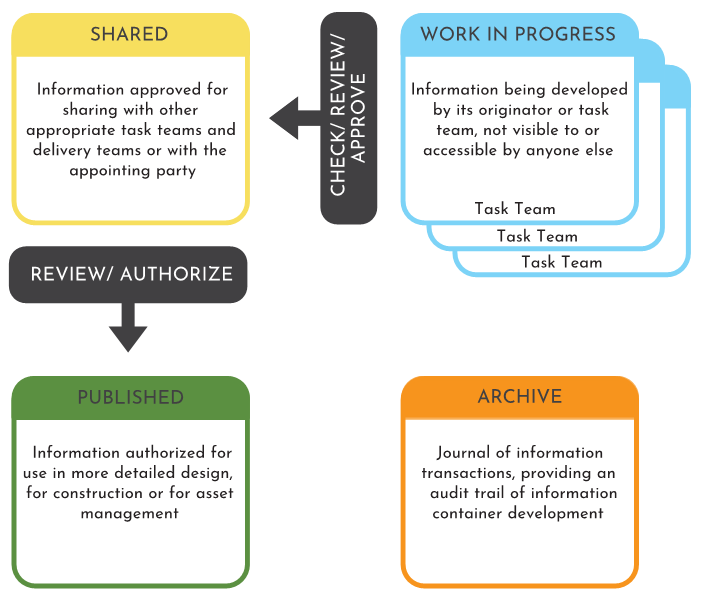 SHARED
Information approved for
sharing with other
appropriate task teams and
delivery teams or with the
appointing party
CHECK/ REVIEW/
APPROVE
WORK IN PROGRESS
Information being developed
by its originator or task
team, not visible to or
accessible by anyone else
Task Team
Task Team
Task Team
REVIEW/ AUTHORIZE
PUBLISHED
Information authorized for
use in more detailed design,
for construction or for asset
management
ARCHIVE
Journal of information
transactions, providing an
audit trail of information
container development